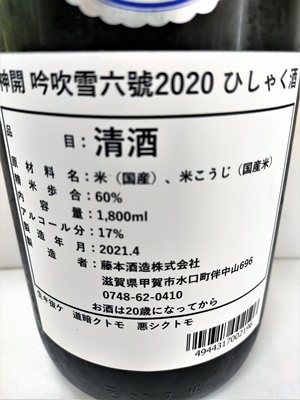 神開 吟吹雪六號2020 ひしゃく酒
品目：清酒
原材料名：米（国産）、米こうじ（国産米）
精米歩合：60%
内容量：1,800ml
アルコール分：17%
製造年月：2021.4
製造者：藤本酒造株式会社
滋賀県甲賀市水口町伴中山696
0748-62-0410
お酒は20歳になってから
道暗クトモ 悪シクトモ
4944317002196